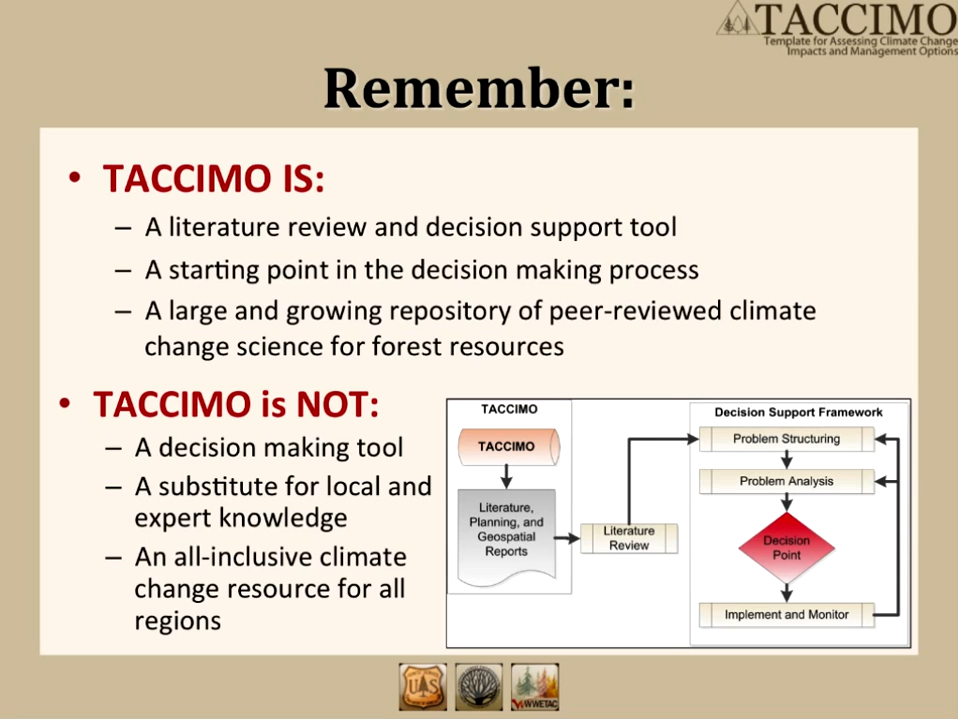 TACCIMO
Template for Assessing Climate Change
Impacts and Management Options
Remember:
• TACCIMO IS:
– A literature review and decision support tool
– A starting point in the decision making process
– A large and growing repository of peer-reviewed climate
change science for forest resources
• TACCIMO is NOT:
– A decision making tool
– A substitute for local and
expert knowledge
– An all-inclusive climate
change resource for all
regions
TACCIMO
TACCIMO
Literature,
Planning, and
Geospatial
Reports
Literature
Review
Decision Support Framework
Problem Structuring
Problem Analysis
Decision
Point
Implement and Monitor
U S
WWETAC